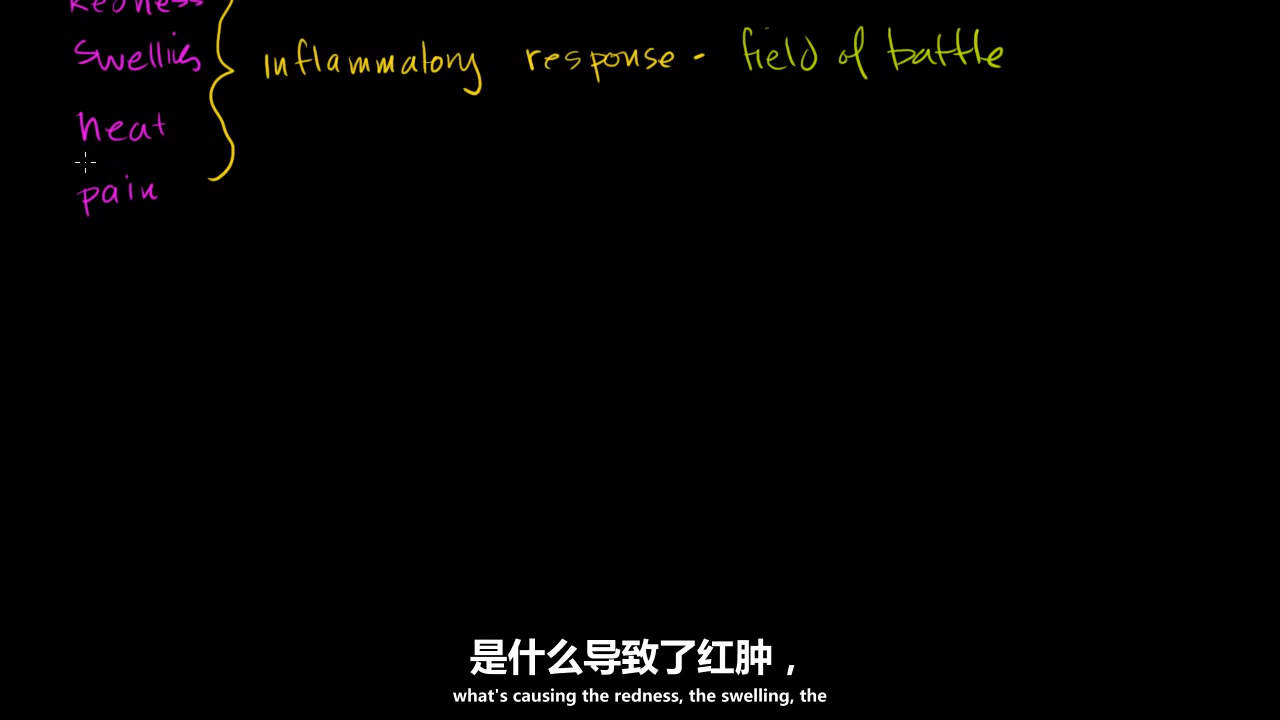 Redness
Swelling
inflammatory response - field of battle
heat
pain
是什么导致了红肿，
what's causing the redness, the swelling, the